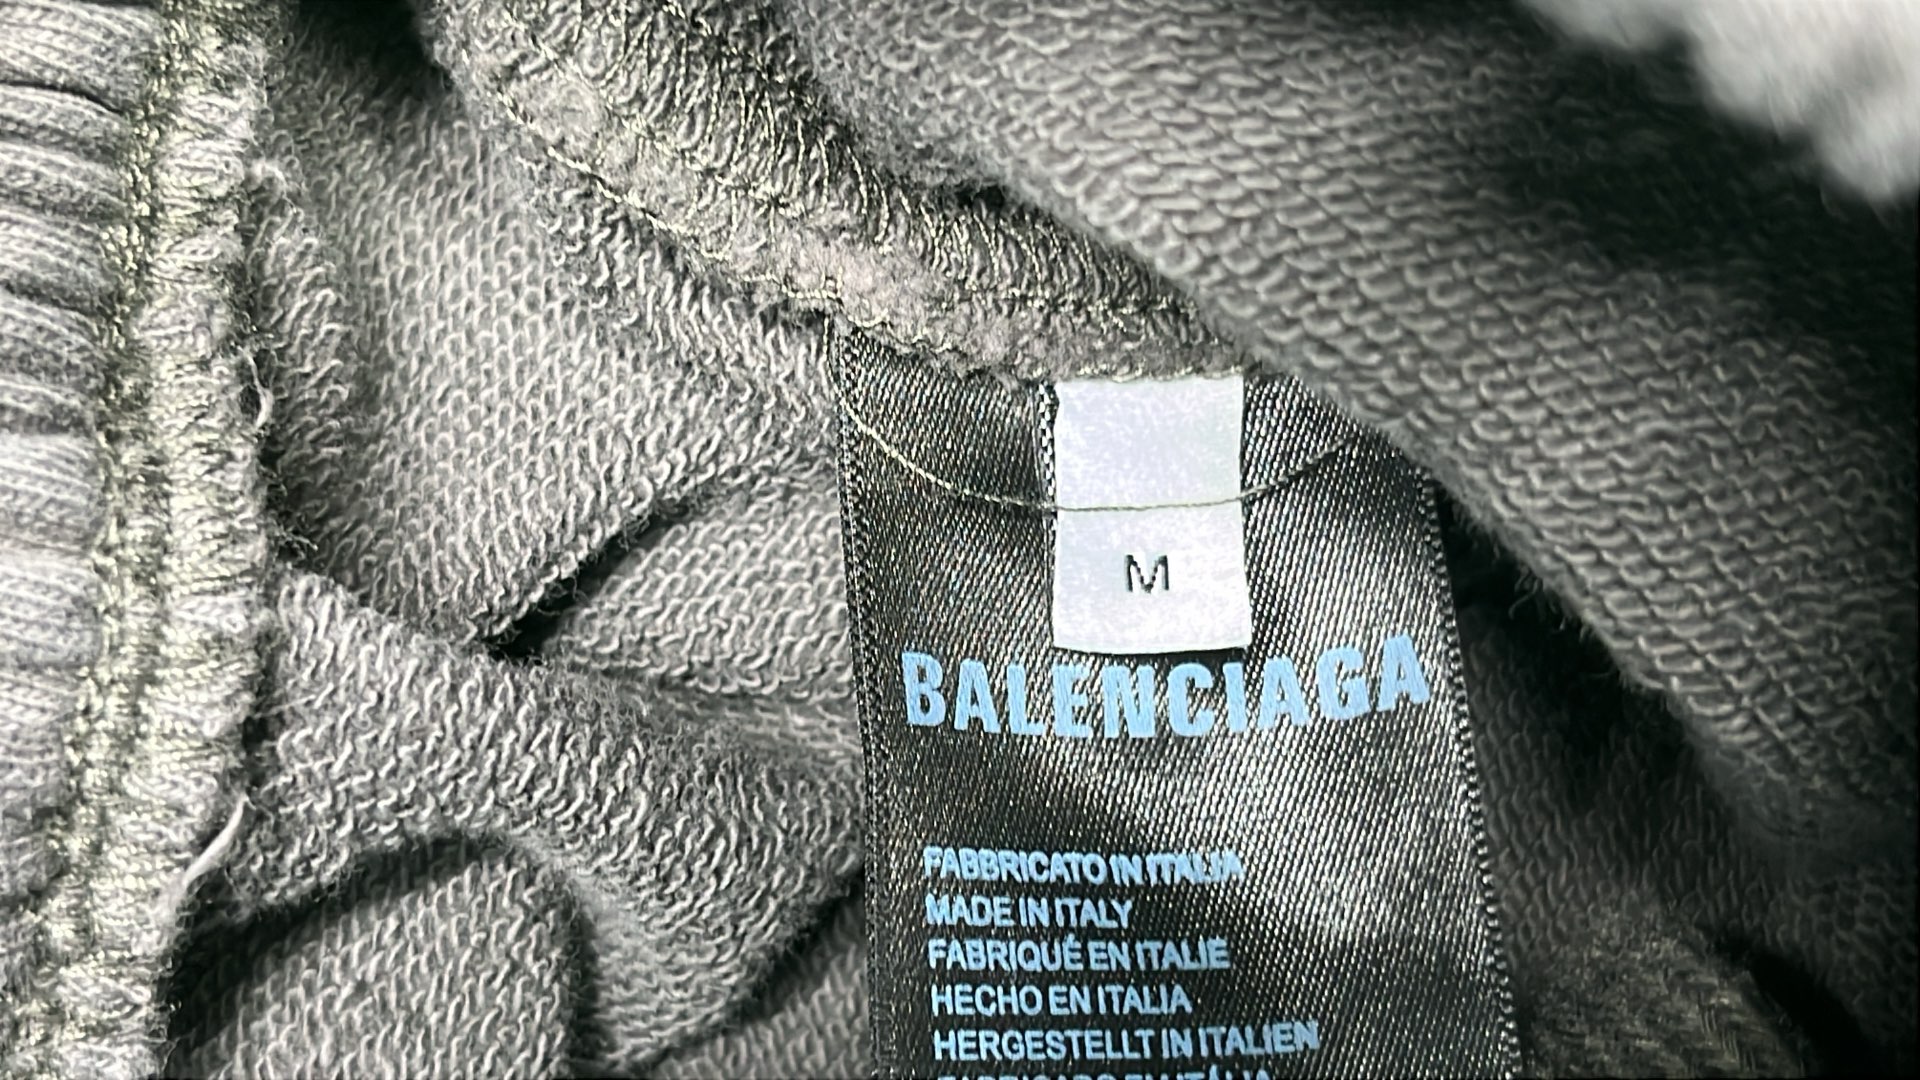 M
BALENCIAGA
FABBRICATO IN ITALIA
MADE IN ITALY
FABRIQUÉ EN ITALIE
HECHO EN ITALIA
HERGESTELLT IN ITALIEN